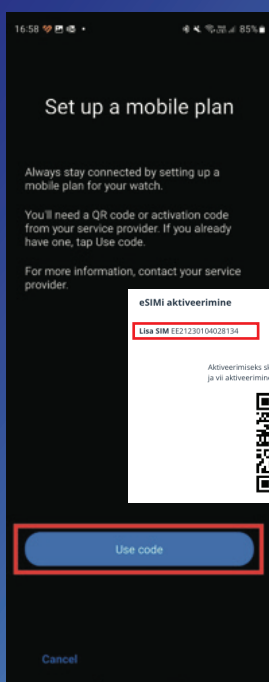 16:58
85%
Set up a mobile plan
Always stay connected by setting up a
mobile plan for your watch.
You'll need a QR code or activation code
from your service provider. If you already
have one, tap Use code.
For more information, contact your service
provider.
eSIMi aktiveerimine
Lisa SIM EE21230104028134
Aktiveerimiseks
ja vii
Use code
Cancel